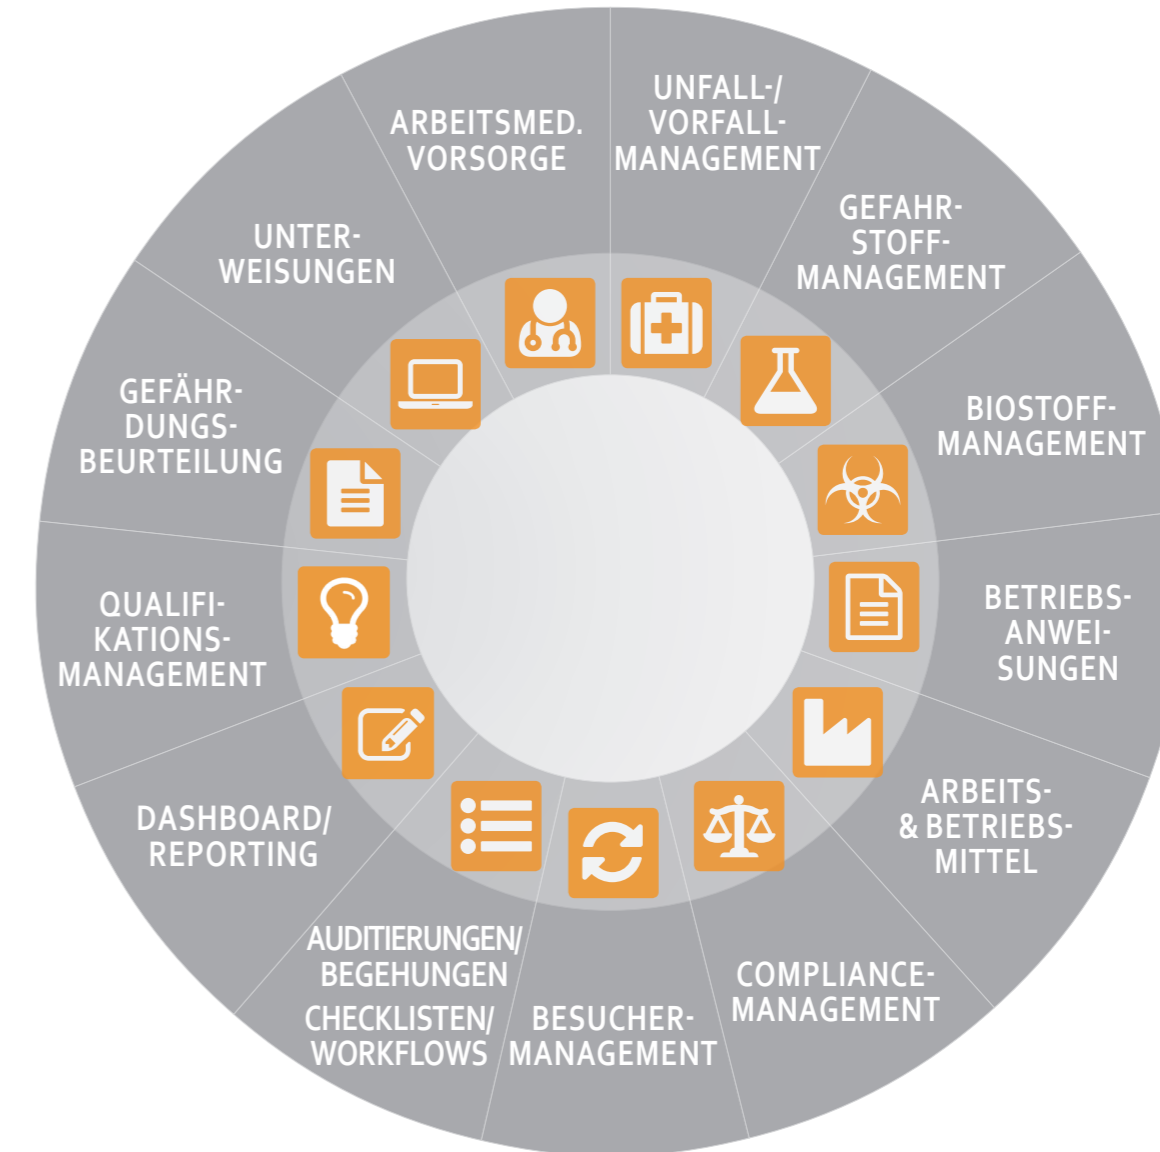 ARBEITSMED.
VORSORGE
UNFALL-/
VORFALL-
MANAGEMENT
GEFAHR-
STOFF-
MANAGEMENT
BIOSTOFF-
MANAGEMENT
BETRIEBS-
ANWEI-
SUNGEN
ARBEITS-
& BETRIEBS-
MITTEL
COMPLIANCE-
MANAGEMENT
BESUCHER-
MANAGEMENT
AUDITIERUNGEN/
BEGEHUNGEN
CHECKLISTEN/
WORKFLOWS
DASHBOARD/
REPORTING
QUALIFI-
KATIONS-
MANAGEMENT
GEFÄHR-
DUNGS-
BEURTEILUNG
UNTER-
WEISUNGEN